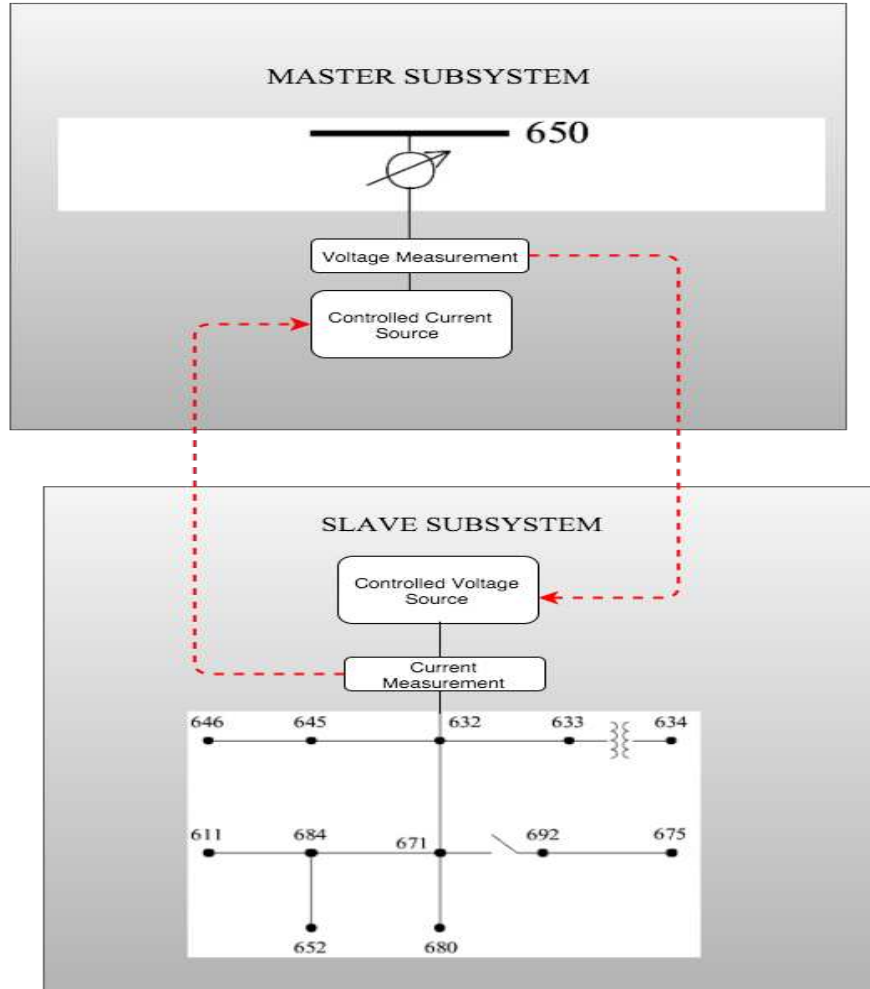 MASTER SUBSYSTEM
650
Voltage Measurement
Controlled Current
Source
SLAVE SUBSYSTEM
Controlled Voltage
Source
Current
Measurement
646 645 632 633 634
611 684 671 692 675
652 680